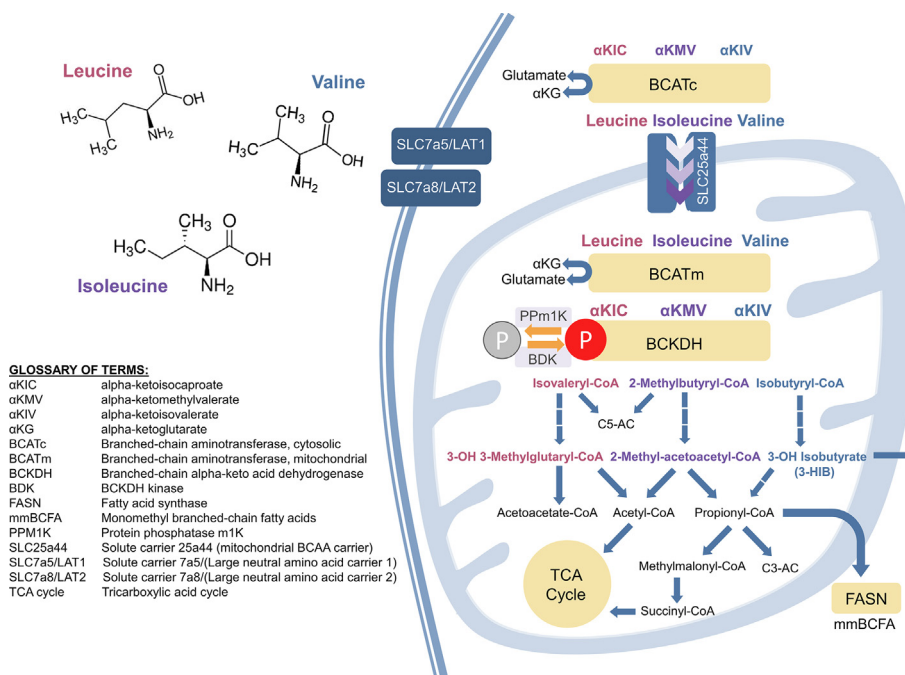 Leucine
O
OH
CH₃
H₃C
NH₂
Valine
CH₃
O
H₃C
OH
NH₂
CH₃
O
H₃C
OH
NH₂
Isoleucine
SLC7a5/LAT1
SLC7a8/LAT2
αKIC αKMV αKIV
Glutamate
αKG
BCATc
Leucine Isoleucine Valine
SLC25a44
Leucine Isoleucine Valine
αKG
Glutamate
BCATm
αKIC αKMV αKIV
PPm1K
P
P
BDK
BCKDH
Isovaleryl-CoA 2-Methylbutyryl-CoA Isobutyryl-CoA
C5-AC
3-OH 3-Methylglutaryl-CoA 2-Methyl-acetoacetyl-CoA 3-OH Isobutyrate
(3-HIB)
Acetoacetate-CoA Acetyl-CoA Propionyl-CoA
TCA
Cycle
Methylmalonyl-CoA C3-AC
Succinyl-CoA
FASN
mmBCFA
GLOSSARY OF TERMS:
αKIC alpha-ketoisocaproate
αKMV alpha-ketomethylvalerate
αKIV alpha-ketoisovalerate
αKG alpha-ketoglutarate
BCATc Branched-chain aminotransferase, cytosolic
BCATm Branched-chain aminotransferase, mitochondrial
BCKDH Branched-chain alpha-keto acid dehydrogenase
BDK BCKDH kinase
FASN Fatty acid synthase
mmBCFA Monomethyl branched-chain fatty acids
PPM1K Protein phosphatase m1K
SLC25a44 Solute carrier 25a44 (mitochondrial BCAA carrier)
SLC7a5/LAT1 Solute carrier 7a5/(Large neutral amino acid carrier 1)
SLC7a8/LAT2 Solute carrier 7a8/(Large neutral amino acid carrier 2)
TCA cycle Tricarboxylic acid cycle